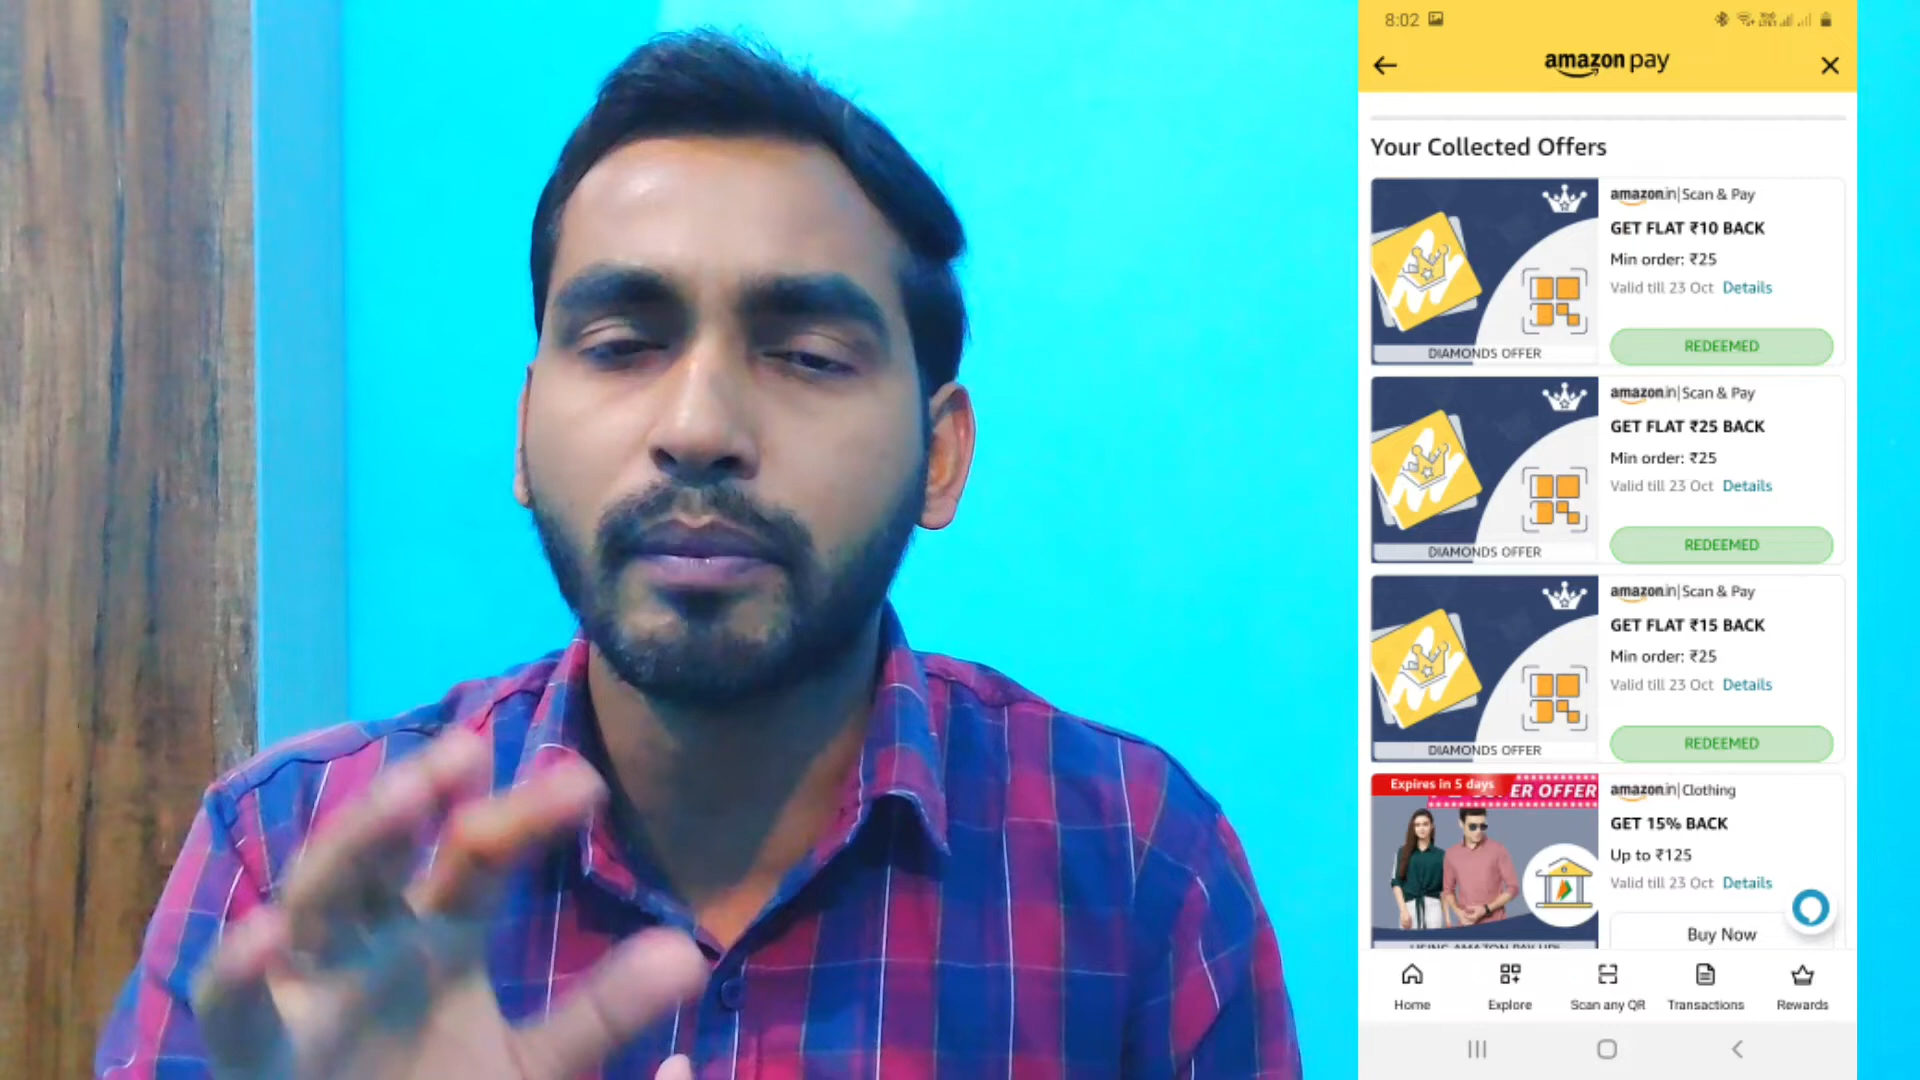 8:02
amazon pay
Your Collected Offers
amazon.in|Scan & Pay
GET FLAT ₹10 BACK
Min order: ₹25
Valid till 23 Oct Details
DIAMONDS OFFER
REDEEMED
amazon.in|Scan & Pay
GET FLAT ₹25 BACK
Min order: ₹25
Valid till 23 Oct Details
DIAMONDS OFFER
REDEEMED
amazon.in|Scan & Pay
GET FLAT ₹15 BACK
Min order: ₹25
Valid till 23 Oct Details
DIAMONDS OFFER
REDEEMED
Expires in 5 days
ER OFFER
amazon.in|Clothing
GET 15% BACK
Up to ₹125
Valid till 23 Oct Details
USING AMAZON PAY UPI
Buy Now
Home
Explore
Scan any QR
Transactions
Rewards